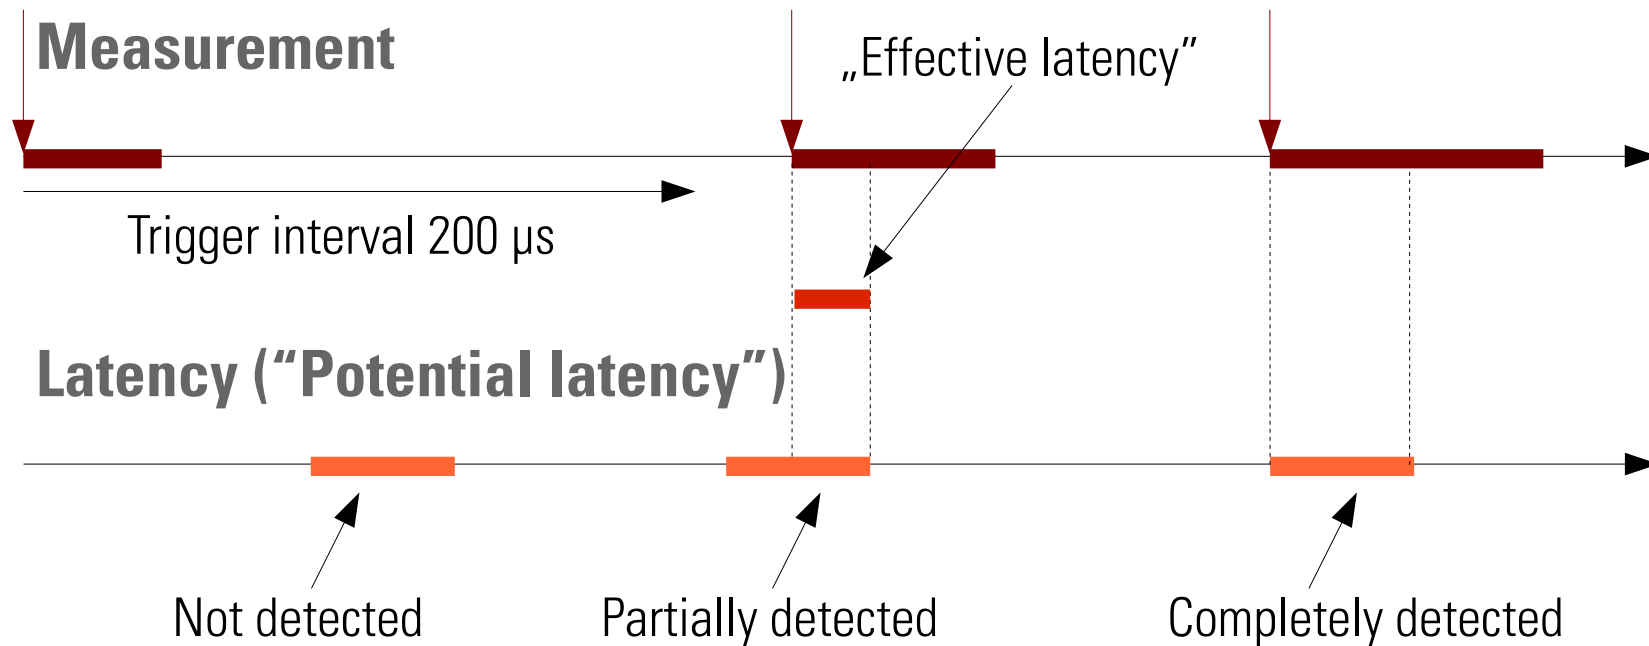 Measurement
„Effective latency”
Trigger interval 200 µs
Latency (“Potential latency”)
Not detected
Partially detected
Completely detected